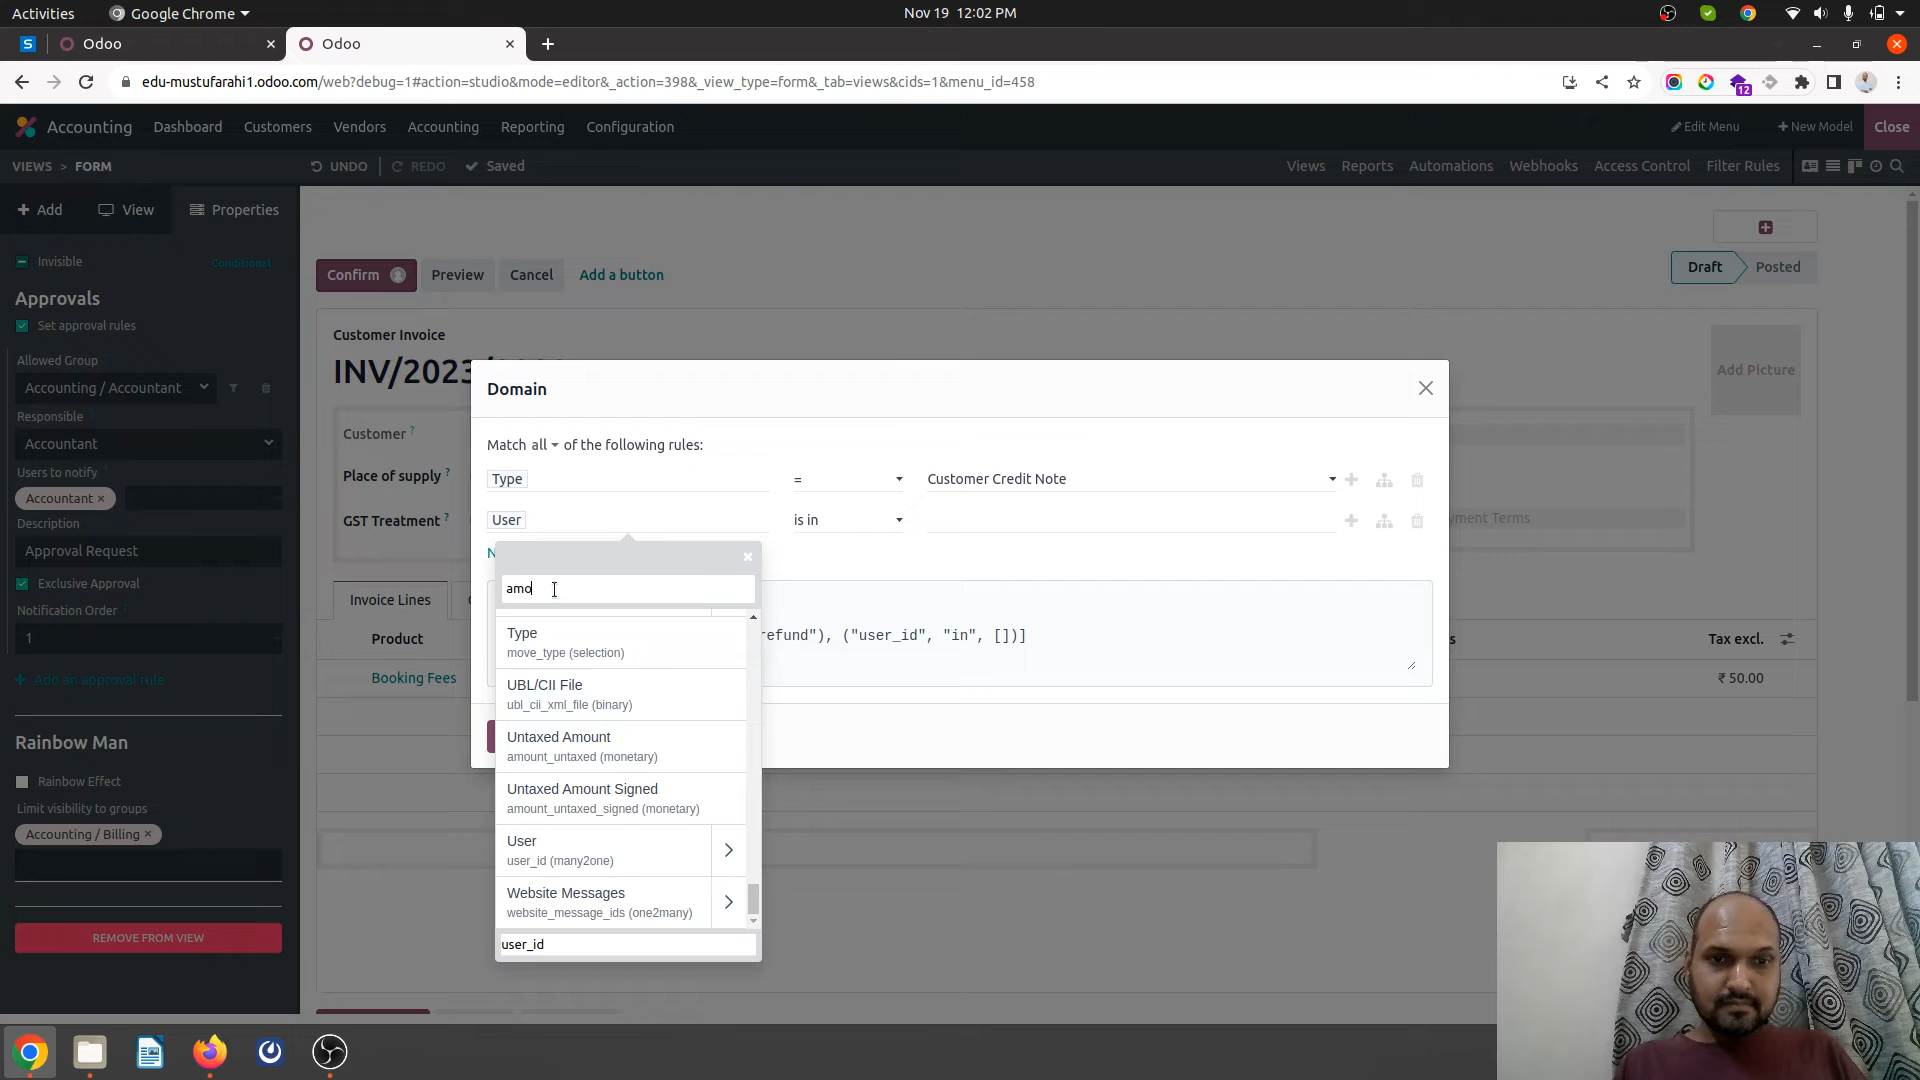 Activities
Google Chrome
Nov 19 12:02 PM
S
Odoo
Odoo
edu-mustufarahi1.odoo.com/web?debug=1#action=studio&mode=editor&_action=398&_view_type=form&_tab=views&cids=1&menu_id=458
12
Accounting
Dashboard
Customers
Vendors
Accounting
Reporting
Configuration
Edit Menu
+ New Model
Close
VIEWS > FORM
UNDO
REDO
Saved
Views
Reports
Automations
Webhooks
Access Control
Filter Rules
+ Add
View
Properties
Invisible
Conditional
Approvals
Set approval rules
Allowed Group ?
Accounting / Accountant
Responsible ?
Accountant
Users to notify ?
Accountant ×
Description ?
Approval Request
Exclusive Approval ?
Notification Order ?
1
+ Add an approval rule
Rainbow Man
Rainbow Effect
Limit visibility to groups
Accounting / Billing ×
REMOVE FROM VIEW
Confirm
Preview
Cancel
Add a button
Draft
Posted
Customer Invoice
INV/2023/
Add Picture
Customer ?
Place of supply ?
GST Treatment ?
yment Terms
Invoice Lines
Product
Tax excl.
Booking Fees
₹ 50.00
Domain
Match all of the following rules:
Type
=
Customer Credit Note
User
is in
N
amo
efund"), ("user_id", "in", [])]
Type
move_type (selection)
UBL/CII File
ubl_cii_xml_file (binary)
Untaxed Amount
amount_untaxed (monetary)
Untaxed Amount Signed
amount_untaxed_signed (monetary)
User
user_id (many2one)
Website Messages
website_message_ids (one2many)
user_id